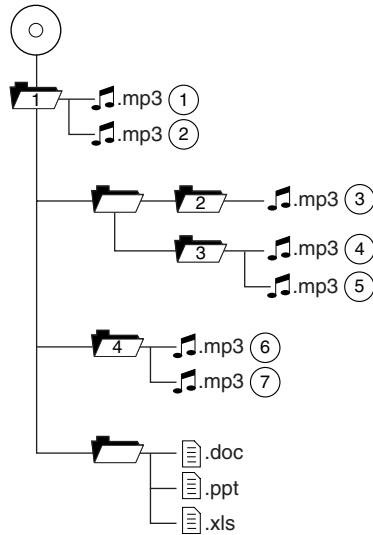 1 .mp3 1
.mp3 2
2 .mp3 3
3 .mp3 4
.mp3 5
4 .mp3 6
.mp3 7
.doc
.ppt
.xls